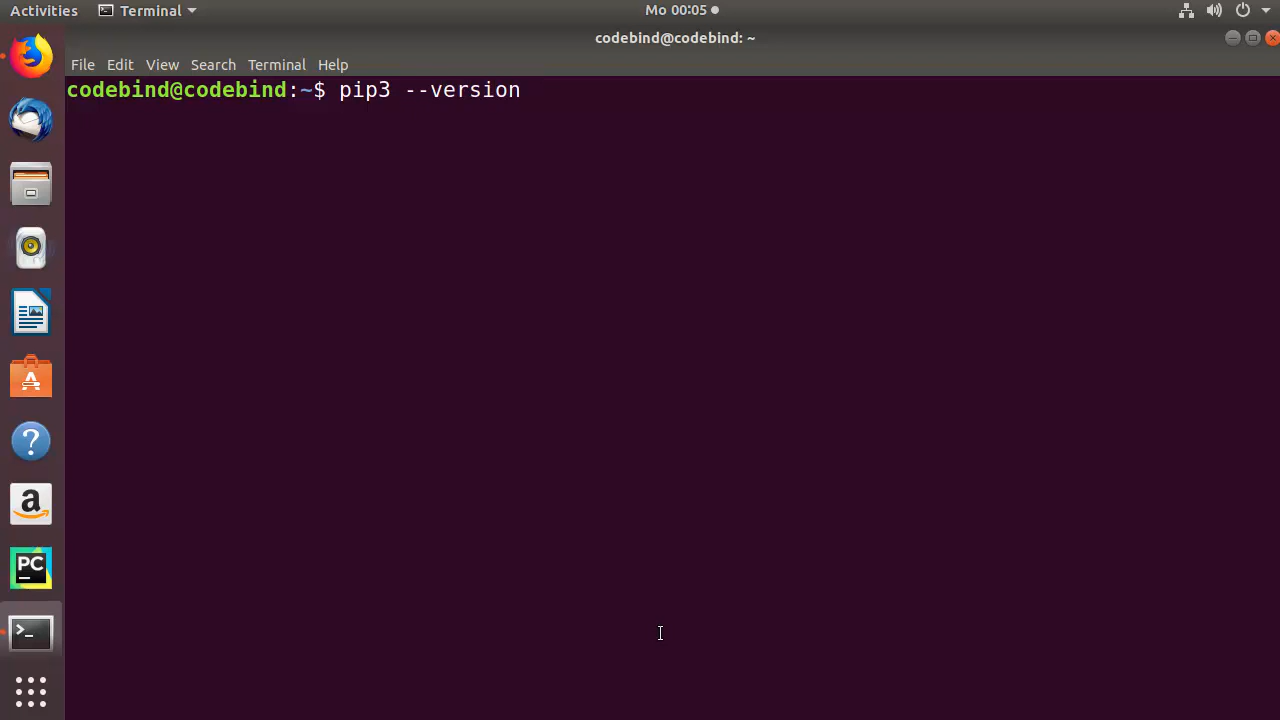 Activities Terminal Mo 00:05
codebind@codebind: ~
File Edit View Search Terminal Help
codebind@codebind:~$ pip3 --version
A
?
a
PC
>_